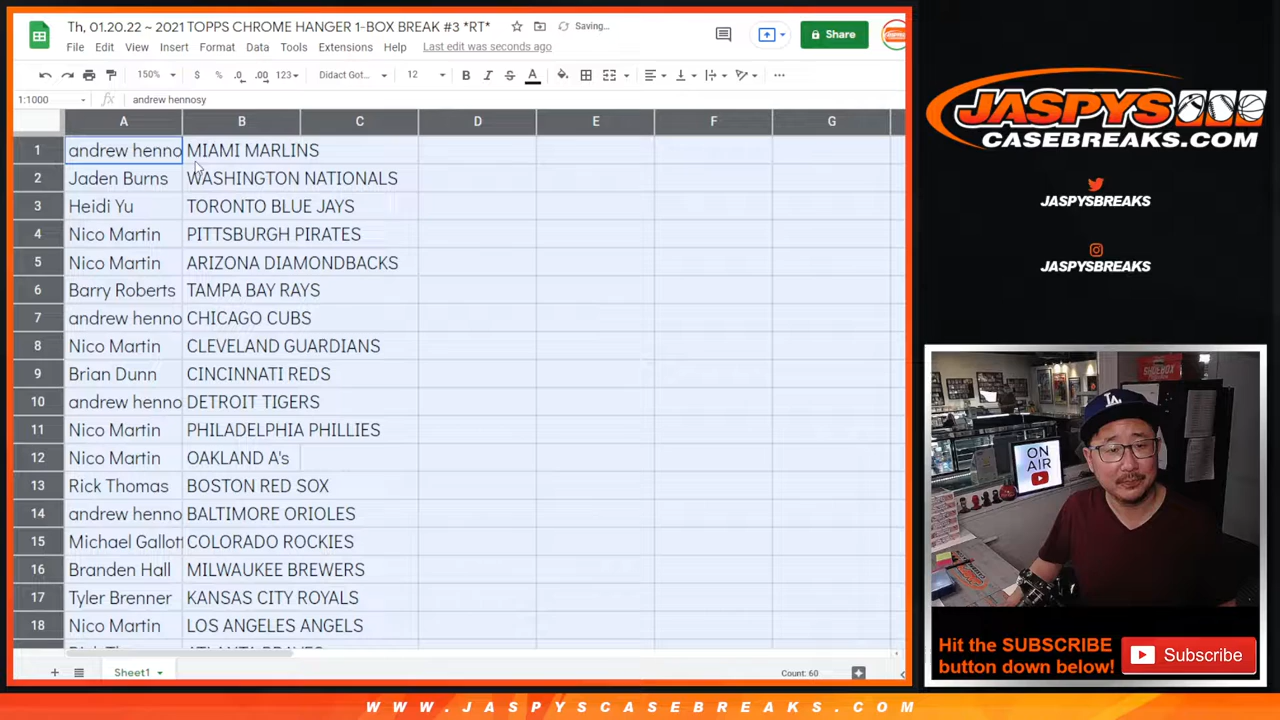 Th, 01.20.22 ~ 2021 TOPPS CHROME HANGER 1-BOX BREAK #3 *RT* Saving...
File Edit View Insert Format Data Tools Extensions Help Last edit was seconds ago
Share
150% $ % .0 .00 123 Didact Got... 12 B I S A
1:1000 fx andrew hennosy
A B C D E F G
1 andrew henno MIAMI MARLINS
2 Jaden Burns WASHINGTON NATIONALS
3 Heidi Yu TORONTO BLUE JAYS
4 Nico Martin PITTSBURGH PIRATES
5 Nico Martin ARIZONA DIAMONDBACKS
6 Barry Roberts TAMPA BAY RAYS
7 andrew henno CHICAGO CUBS
8 Nico Martin CLEVELAND GUARDIANS
9 Brian Dunn CINCINNATI REDS
10 andrew henno DETROIT TIGERS
11 Nico Martin PHILADELPHIA PHILLIES
12 Nico Martin OAKLAND A's
13 Rick Thomas BOSTON RED SOX
14 andrew henno BALTIMORE ORIOLES
15 Michael Gallot COLORADO ROCKIES
16 Branden Hall MILWAUKEE BREWERS
17 Tyler Brenner KANSAS CITY ROYALS
18 Nico Martin LOS ANGELES ANGELS
Sheet1
Count: 60
JASPYS
CASEBREAKS.COM
JASPYSBREAKS
JASPYSBREAKS
SHOEBOX
ON
AIR
LA
Hit the SUBSCRIBE
button down below!
Subscribe
WWW.JASPYSCASEBREAKS.COM